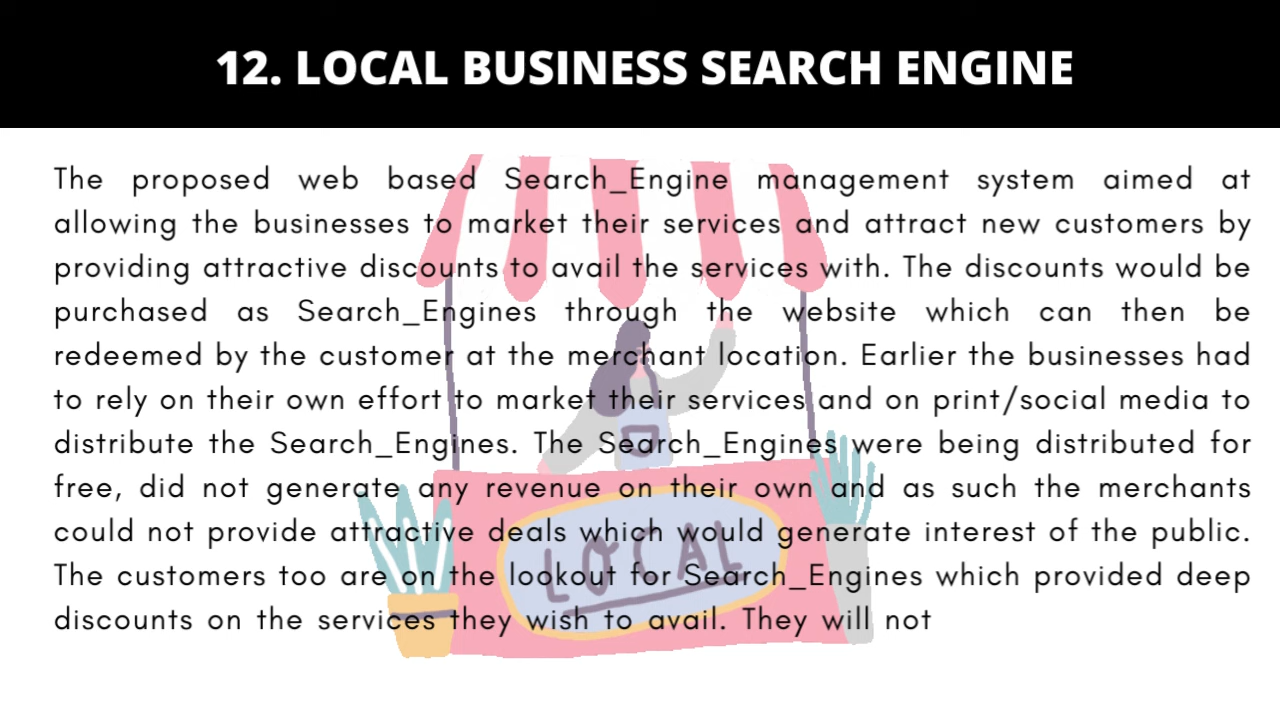 12. LOCAL BUSINESS SEARCH ENGINE
The proposed web based Search_Engine management system aimed at
allowing the businesses to market their services and attract new customers by
providing attractive discounts to avail the services with. The discounts would be
purchased as Search_Engines through the website which can then be
redeemed by the customer at the merchant location. Earlier the businesses had
to rely on their own effort to market their services and on print/social media to
distribute the Search_Engines. The Search_Engines were being distributed for
free, did not generate any revenue on their own and as such the merchants
could not provide attractive deals which would generate interest of the public.
The customers too are on the lookout for Search_Engines which provided deep
discounts on the services they wish to avail. They will not
LOCAL